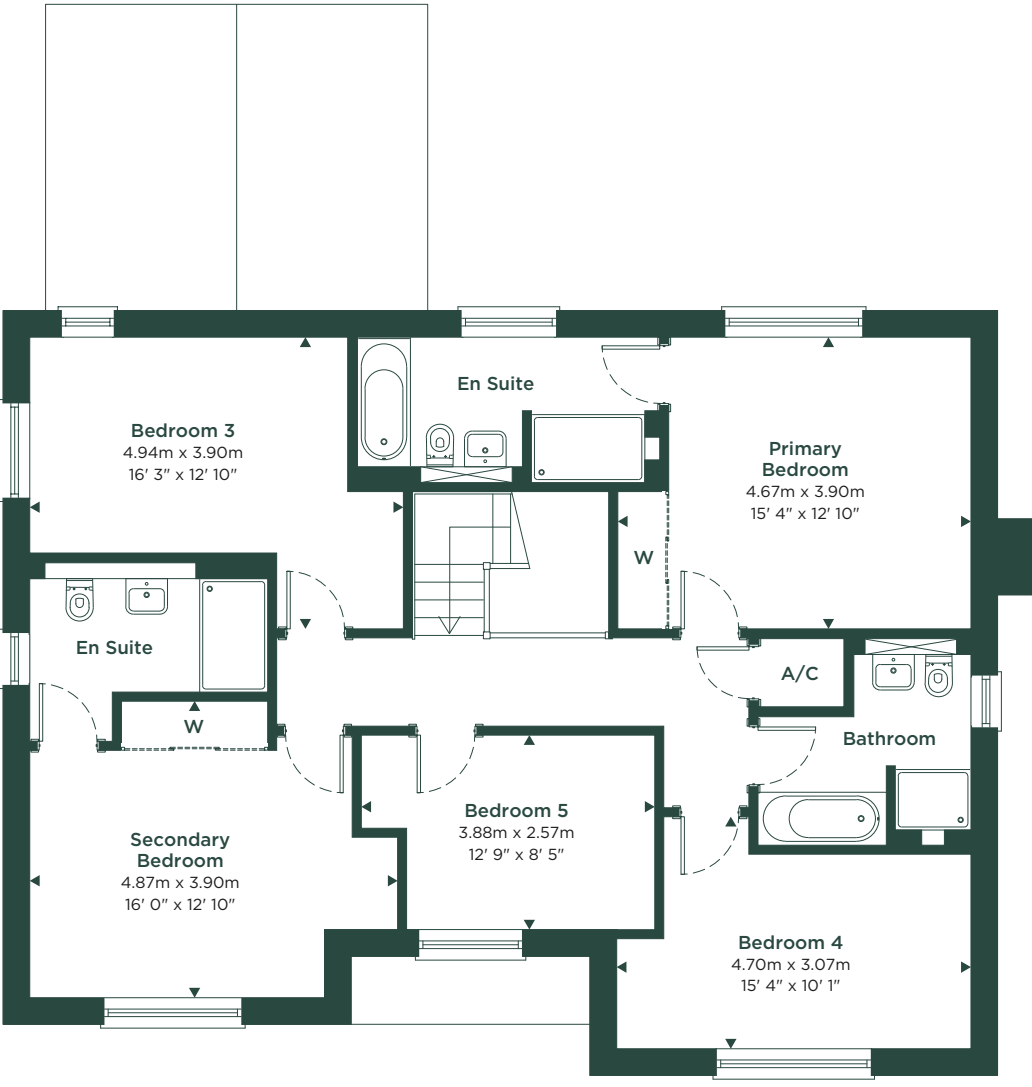 En Suite
Bedroom 3
4.94m x 3.90m
16' 3" x 12' 10"
Primary
Bedroom
4.67m x 3.90m
15' 4" x 12' 10"
W
En Suite
A/C
W
Bathroom
Bedroom 5
3.88m x 2.57m
12' 9" x 8' 5"
Secondary
Bedroom
4.87m x 3.90m
16' 0" x 12' 10"
Bedroom 4
4.70m x 3.07m
15' 4" x 10' 1"